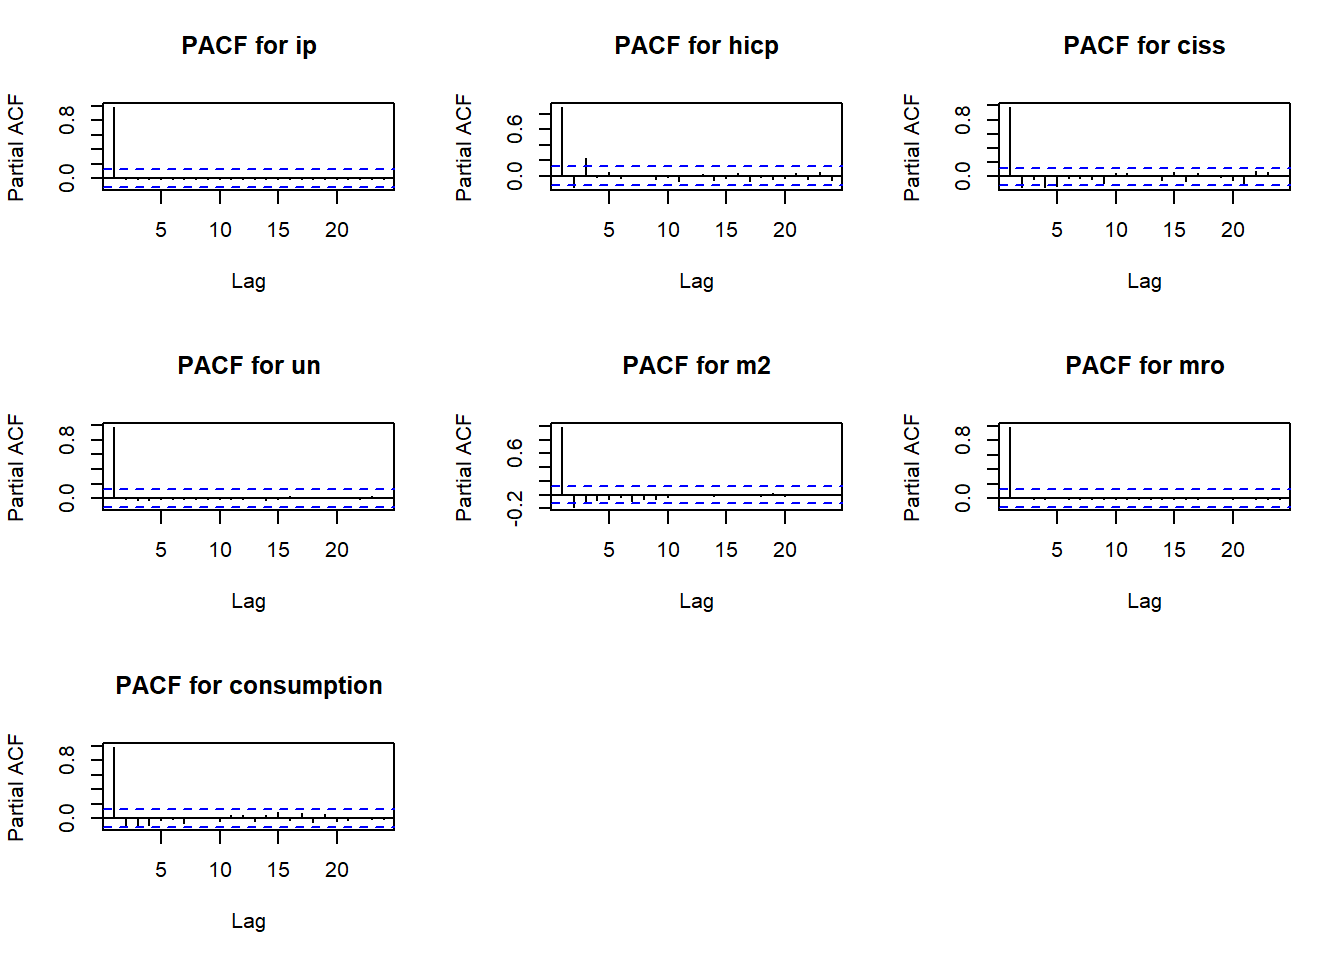 PACF for ip
Partial ACF
0.8
0.0
5 10 15 20
Lag
PACF for hicp
Partial ACF
0.6
0.0
5 10 15 20
Lag
PACF for ciss
Partial ACF
0.8
0.0
5 10 15 20
Lag
PACF for un
Partial ACF
0.8
0.0
5 10 15 20
Lag
PACF for m2
Partial ACF
0.6
-0.2
5 10 15 20
Lag
PACF for mro
Partial ACF
0.8
0.0
5 10 15 20
Lag
PACF for consumption
Partial ACF
0.8
0.0
5 10 15 20
Lag